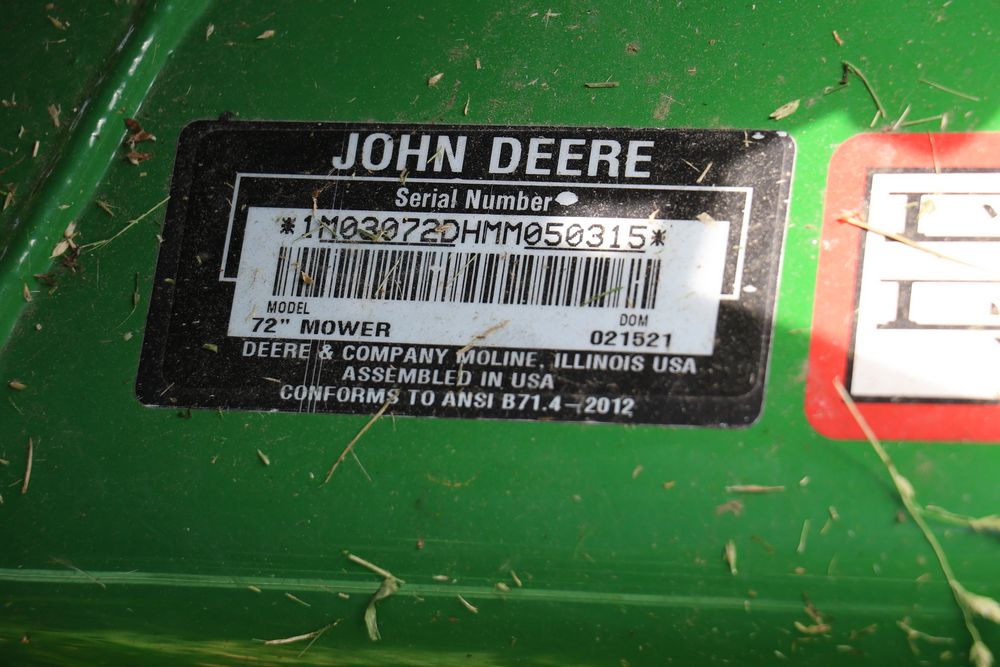 JOHN DEERE
Serial Number
*1M03072DHMM050315*
MODEL
DOM
72" MOWER
021521
DEERE & COMPANY MOLINE, ILLINOIS USA
ASSEMBLED IN USA
CONFORMS TO ANSI B71.4-2012